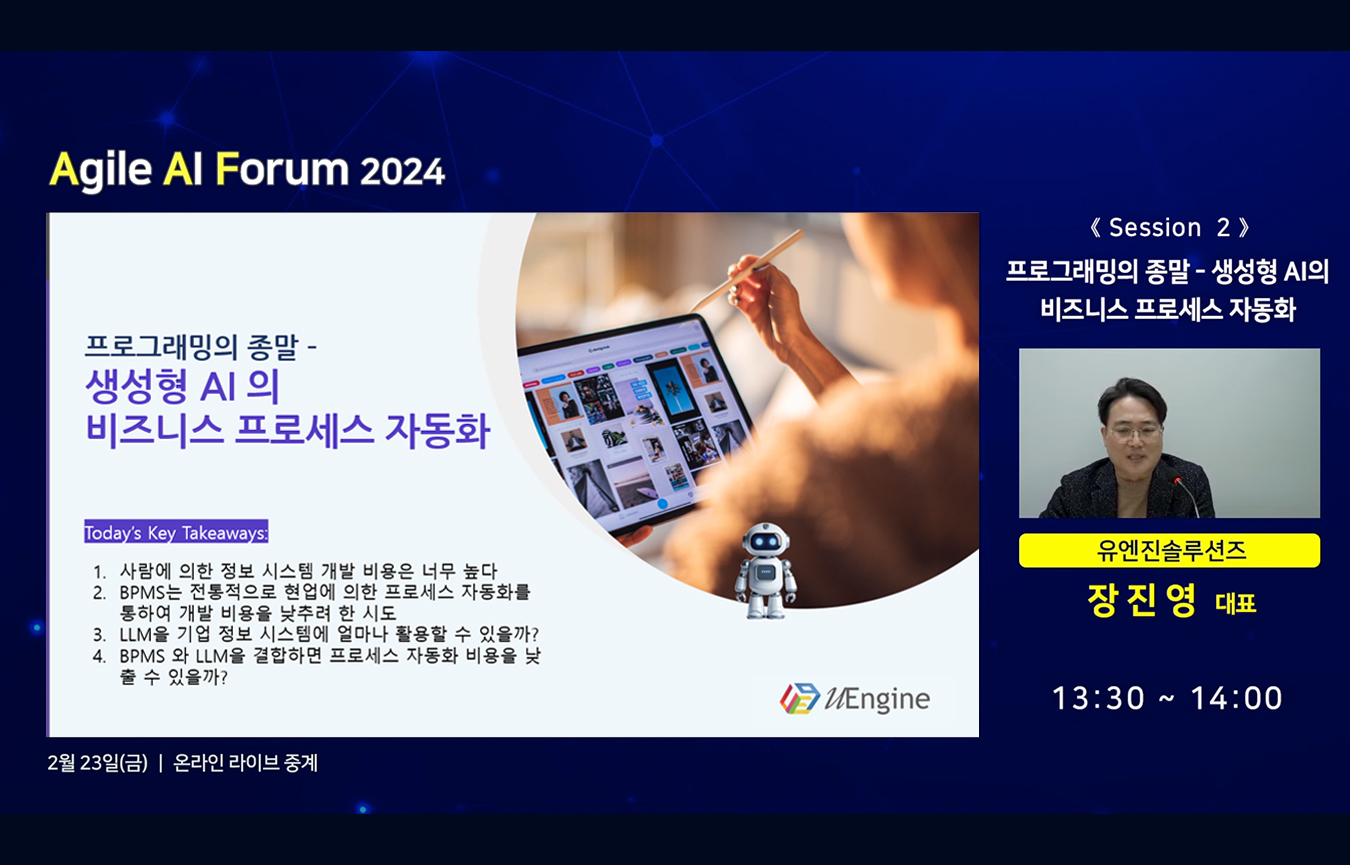 Agile AI Forum 2024
프로그래밍의 종말 -
생성형 AI 의
비즈니스 프로세스 자동화
Today's Key Takeaways:
1. 사람에 의한 정보 시스템 개발 비용은 너무 높다
2. BPMS는 전통적으로 현업에 의한 프로세스 자동화를
통하여 개발 비용을 낮추려 한 시도
3. LLM을 기업 정보 시스템에 얼마나 활용할 수 있을까?
4. BPMS 와 LLM을 결합하면 프로세스 자동화 비용을 낮
출 수 있을까?
uEngine
2월 23일(금) | 온라인 라이브 중계
《 Session 2 》
프로그래밍의 종말 - 생성형 AI의
비즈니스 프로세스 자동화
유엔진솔루션즈
장진영 대표
13:30 ~ 14:00